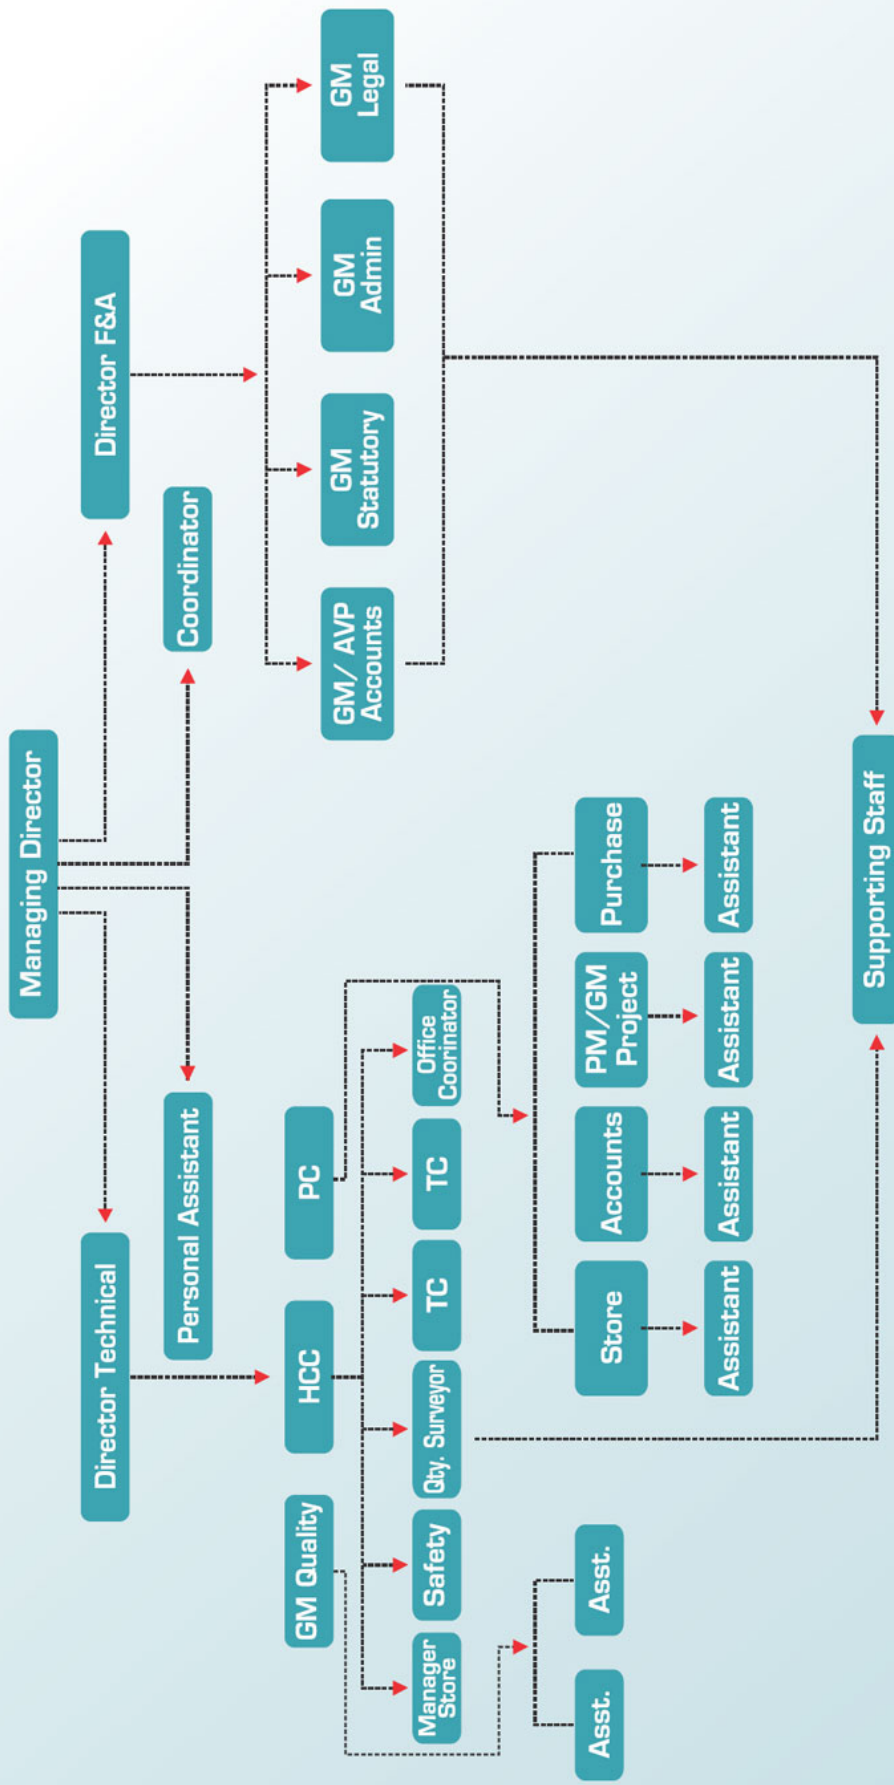 Managing Director
Director Technical
Director F&A
Personal Assistant
Coordinator
GM Quality
HCC
PC
GM/ AVP
Accounts
GM
Statutory
GM
Admin
GM
Legal
Manager
Store
Safety
Qty. Surveyor
TC
TC
Office
Coorinator
Asst.
Asst.
Store
Accounts
PM/GM
Project
Purchase
Assistant
Assistant
Assistant
Assistant
Supporting Staff